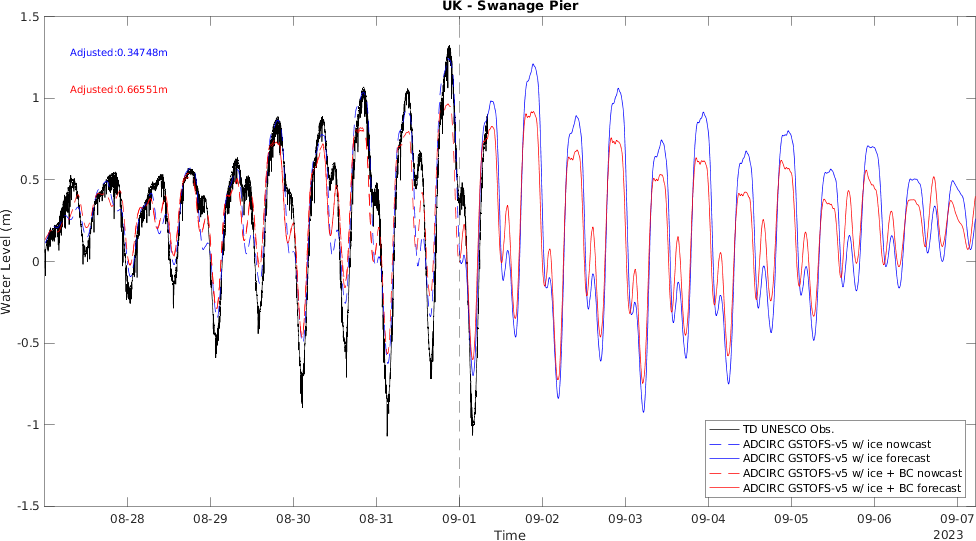 UK - Swanage Pier
Adjusted:0.34748m
Adjusted:0.66551m
1.5
1
0.5
0
-0.5
-1
-1.5
Water Level (m)
08-28
08-29
08-30
08-31
09-01
09-02
09-03
09-04
09-05
09-06
09-07
Time
2023
TD UNESCO Obs.
ADCIRC GSTOFS-v5 w/ ice nowcast
ADCIRC GSTOFS-v5 w/ ice forecast
ADCIRC GSTOFS-v5 w/ ice + BC nowcast
ADCIRC GSTOFS-v5 w/ ice + BC forecast